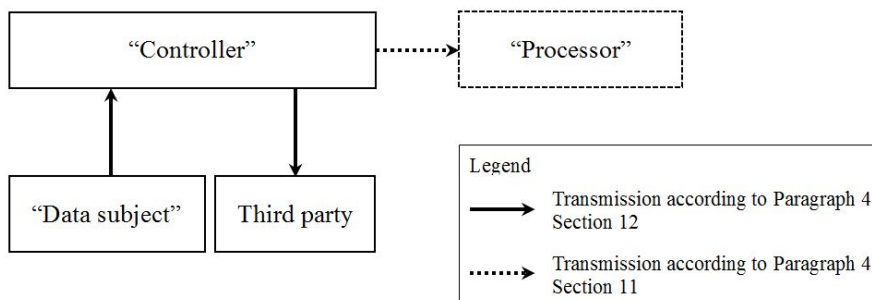 “Controller”
“Processor”
“Data subject”
Third party
Legend
Transmission according to Paragraph 4
Section 12
Transmission according to Paragraph 4
Section 11